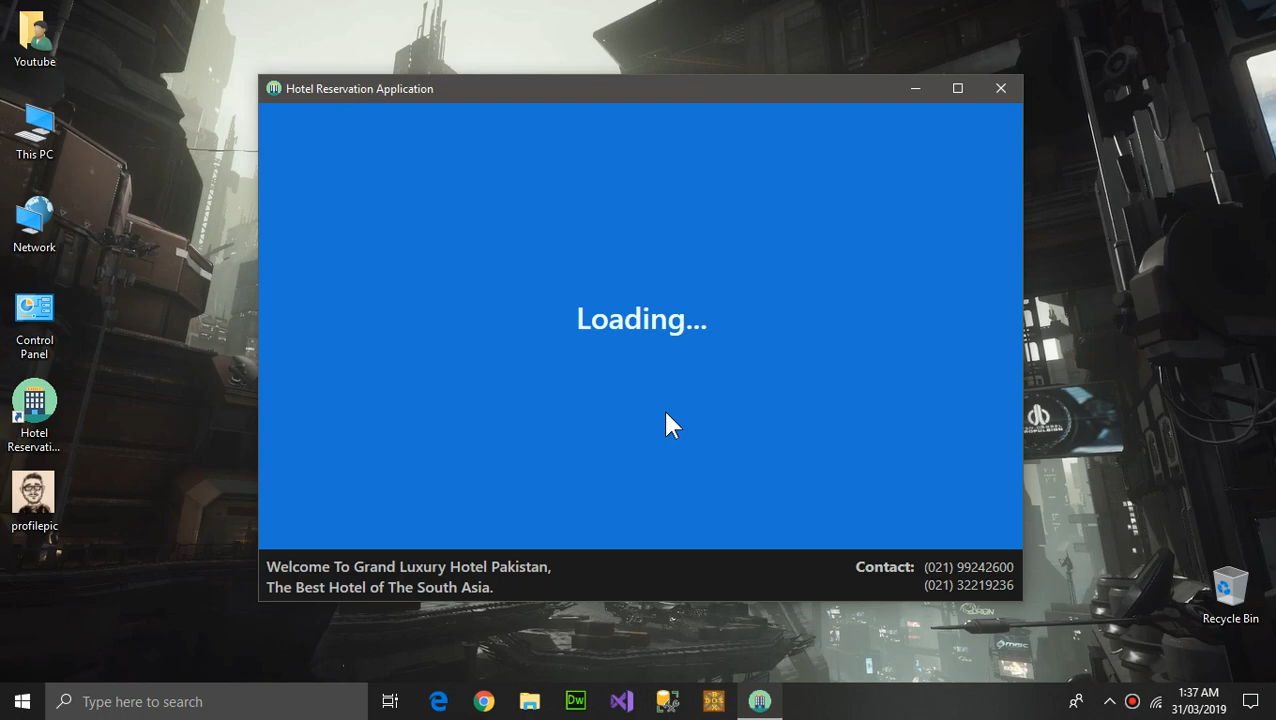 Youtube
This PC
Network
Control
Panel
Hotel
Reservati...
profilepic
Hotel Reservation Application
Loading...
Welcome To Grand Luxury Hotel Pakistan,
The Best Hotel of The South Asia.
Contact: (021) 99242600
(021) 32219236
Recycle Bin
Type here to search
Dw
DOS
1:37 AM
31/03/2019